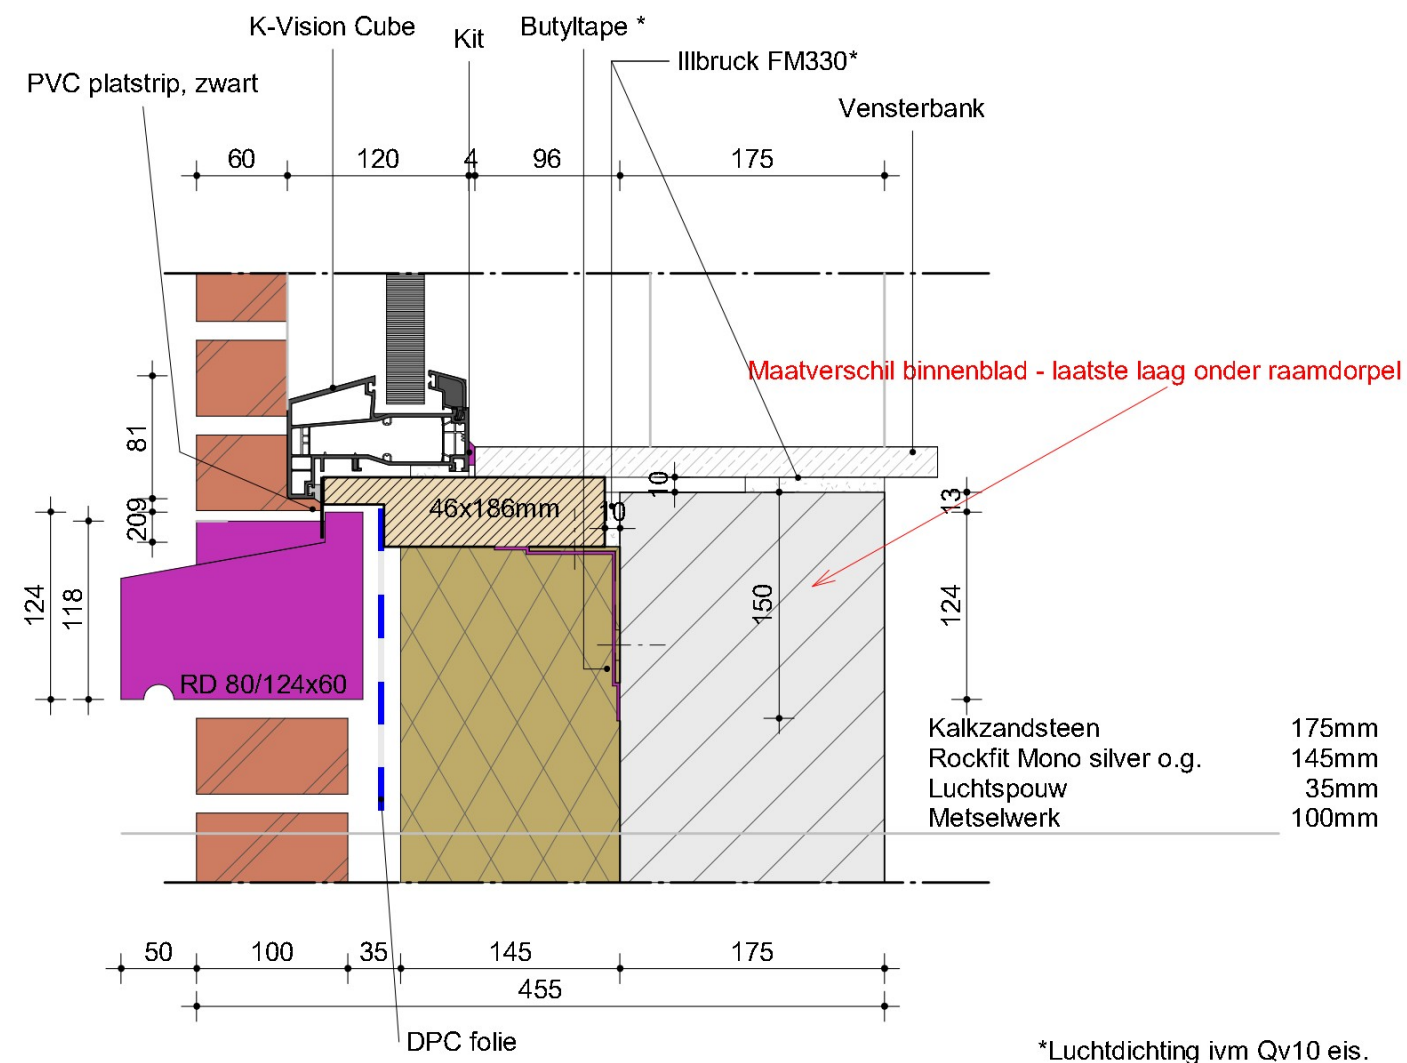 K-Vision Cube
Kit
Butyltape *
Illbruck FM330*
PVC platstrip, zwart
Vensterbank
60
120
4
96
175
Maatverschil binnenblad - laatste laag onder raamdorpel
81
209
124
118
46x186mm
10
10
13
124
150
RD 80/124x60
Kalkzandsteen 175mm
Rockfit Mono silver o.g. 145mm
Luchtspouw 35mm
Metselwerk 100mm
50
100
35
145
175
455
DPC folie
*Luchtdichting ivm Qv10 eis.